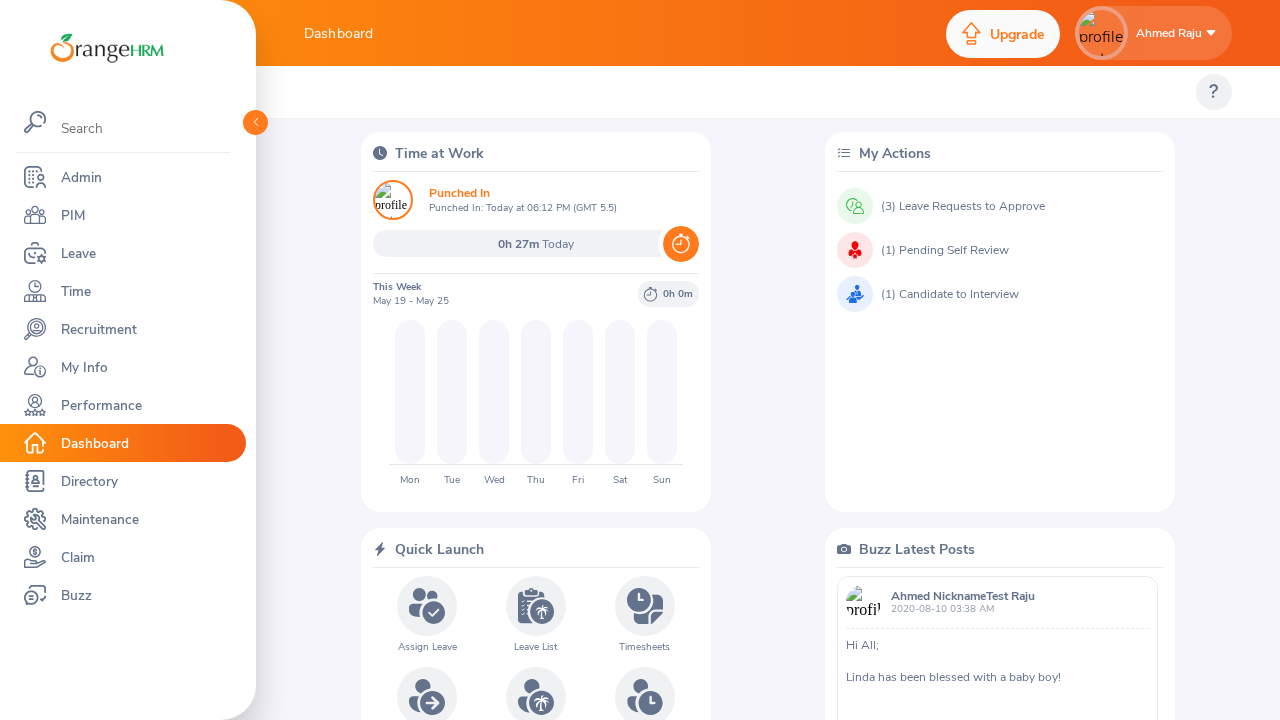 OrangeHRM
Search
Admin
PIM
Leave
Time
Recruitment
My Info
Performance
Dashboard
Directory
Maintenance
Claim
Buzz
Dashboard
Upgrade
profile
Ahmed Raju
?
Time at Work
profile
Punched In
Punched In: Today at 06:12 PM (GMT 5.5)
0h 27m Today
This Week
May 19 - May 25
0h 0m
Mon Tue Wed Thu Fri Sat Sun
My Actions
(3) Leave Requests to Approve
(1) Pending Self Review
(1) Candidate to Interview
Quick Launch
Assign Leave
Leave List
Timesheets
Buzz Latest Posts
profi
Ahmed NicknameTest Raju
2020-08-10 03:38 AM
Hi All;
Linda has been blessed with a baby boy!